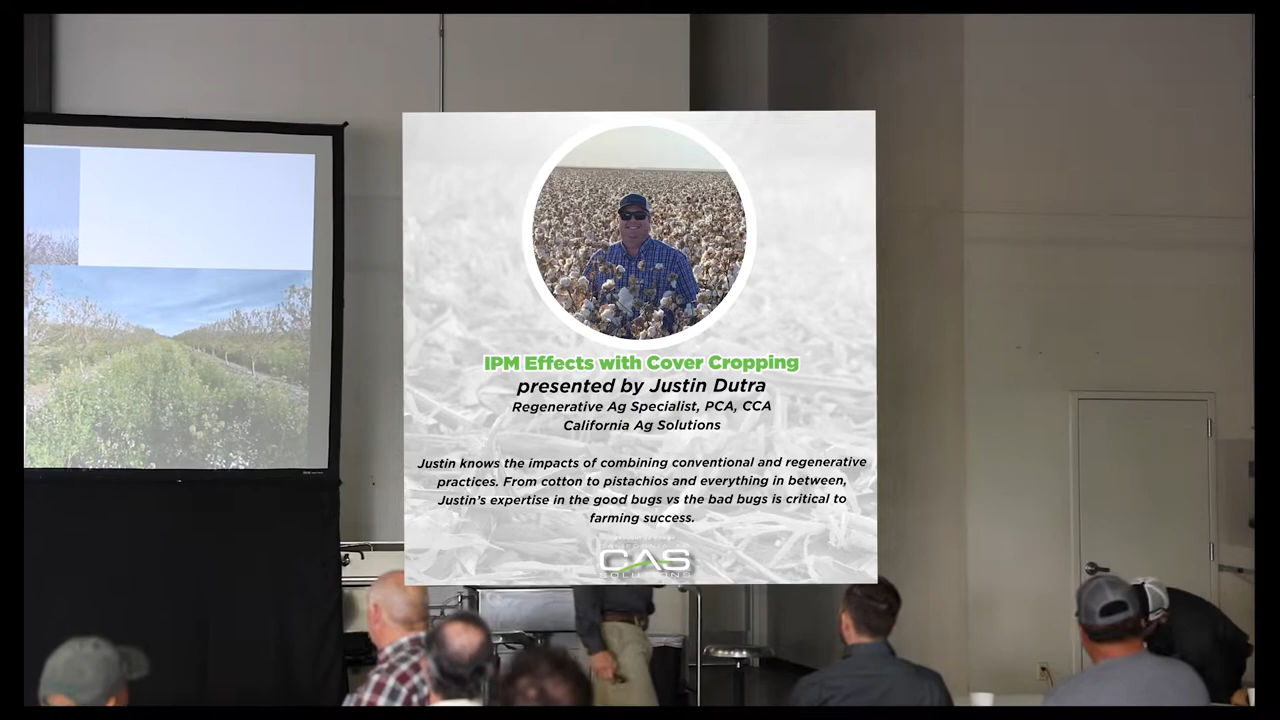 IPM Effects with Cover Cropping
presented by Justin Dutra
Regenerative Ag Specialist, PCA, CCA
California Ag Solutions
Justin knows the impacts of combining conventional and regenerative
practices. From cotton to pistachios and everything in between,
Justin's expertise in the good bugs vs the bad bugs is critical to
farming success.
CAS
SOLUTIONS